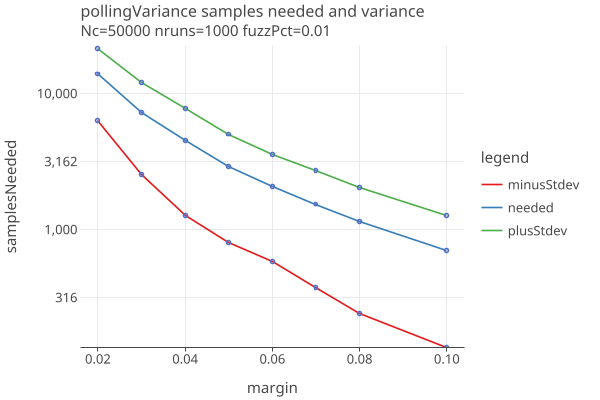 pollingVariance samples needed and variance
Nc=50000 nruns=1000 fuzzPct=0.01
samplesNeeded
10,000
3,162
1,000
316
0.02
0.04
0.06
0.08
0.10
margin
legend
minusStdev
needed
plusStdev